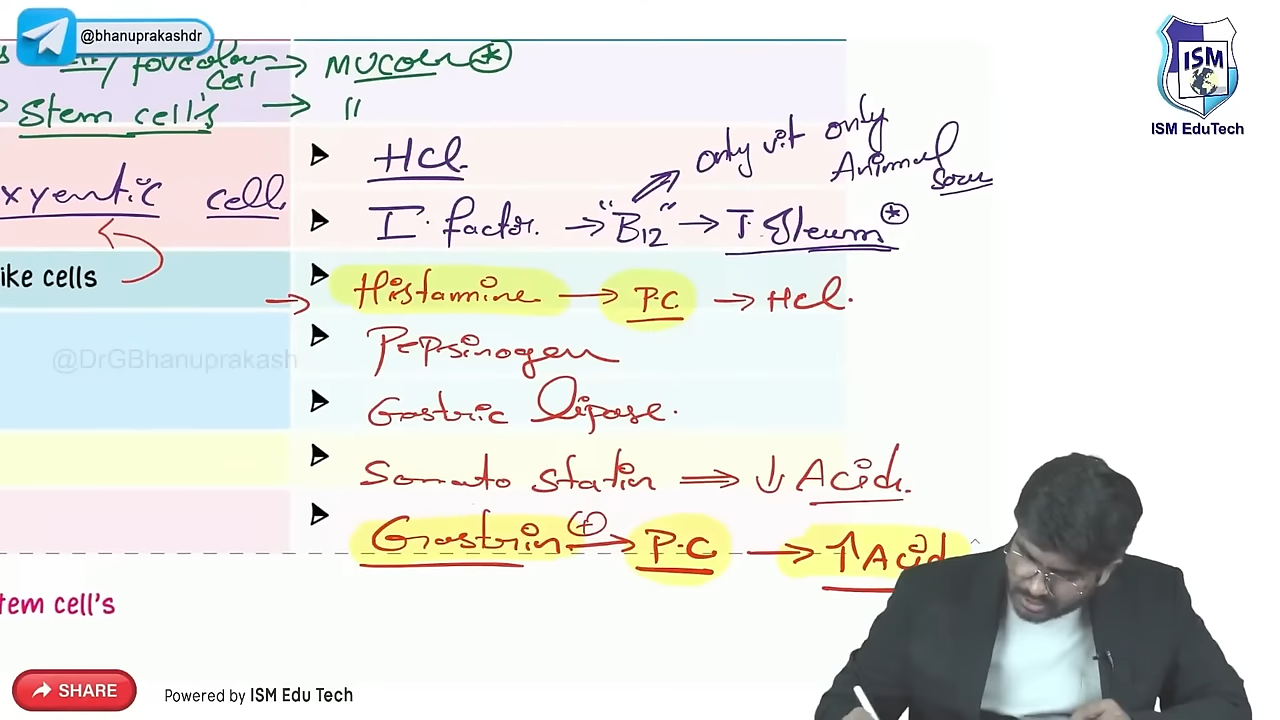 @bhanuprakashdr
foveolar cell → mucous *
Stem cell's → "
ISM
ISM EduTech
HCl.
only vit only Animal
xyentic cell
I. factor. → "B12" → T. Ileum *
ike cells
Histamine → P.C → HCl.
Pepsinogen
@DrGBhanuprakash
Gastric lipase.
Somato statin ⇒ ↓ Acid.
Gastrin + → P.C → ↑ Acid
tem cell's
SHARE
Powered by ISM Edu Tech